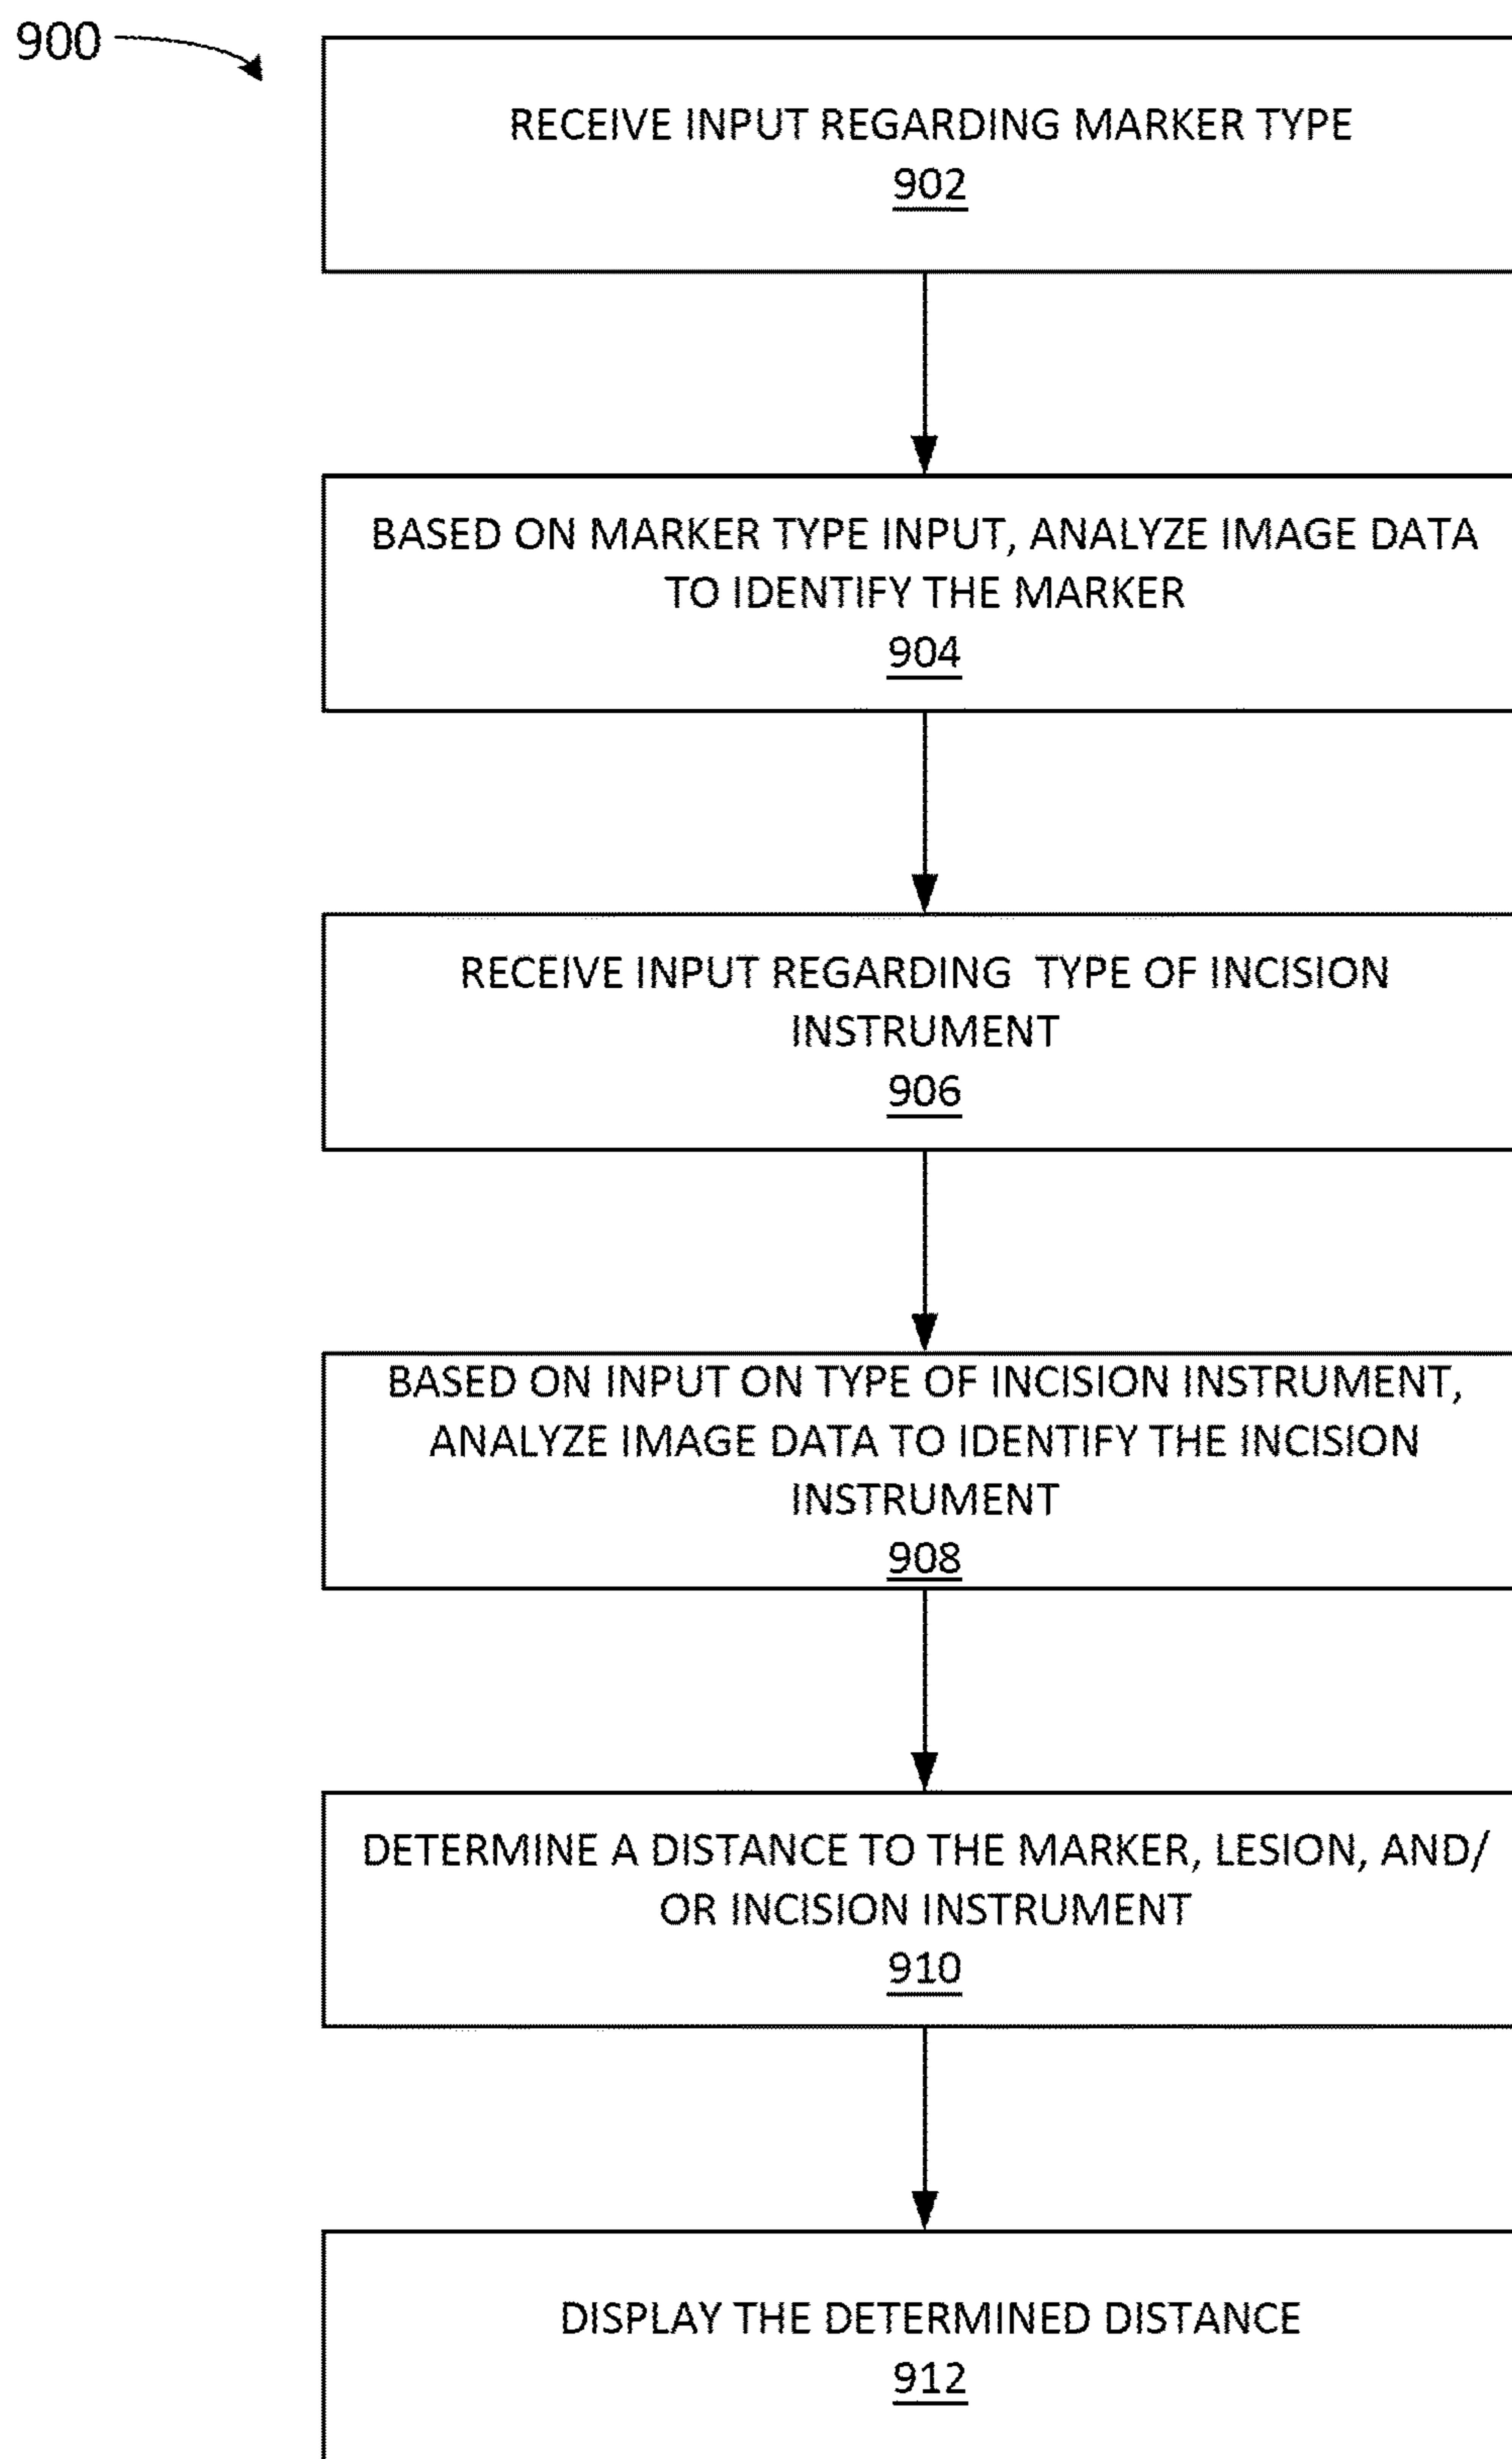 900
RECEIVE INPUT REGARDING MARKER TYPE
902
BASED ON MARKER TYPE INPUT, ANALYZE IMAGE DATA
TO IDENTIFY THE MARKER
904
RECEIVE INPUT REGARDING TYPE OF INCISION
INSTRUMENT
906
BASED ON INPUT ON TYPE OF INCISION INSTRUMENT,
ANALYZE IMAGE DATA TO IDENTIFY THE INCISION
INSTRUMENT
908
DETERMINE A DISTANCE TO THE MARKER, LESION, AND/
OR INCISION INSTRUMENT
910
DISPLAY THE DETERMINED DISTANCE
912